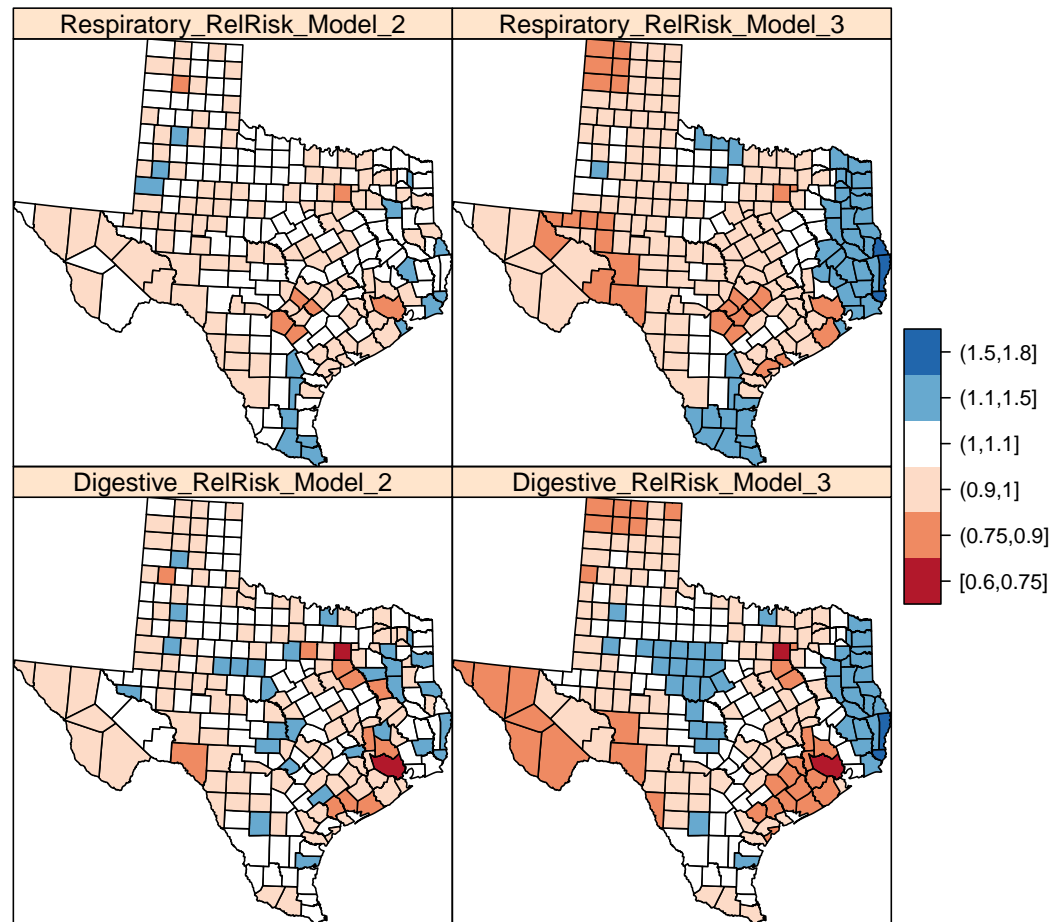 Respiratory_RelRisk_Model_2
Respiratory_RelRisk_Model_3
Digestive_RelRisk_Model_2
Digestive_RelRisk_Model_3
(1.5,1.8]
(1.1,1.5]
(1,1.1]
(0.9,1]
(0.75,0.9]
[0.6,0.75]